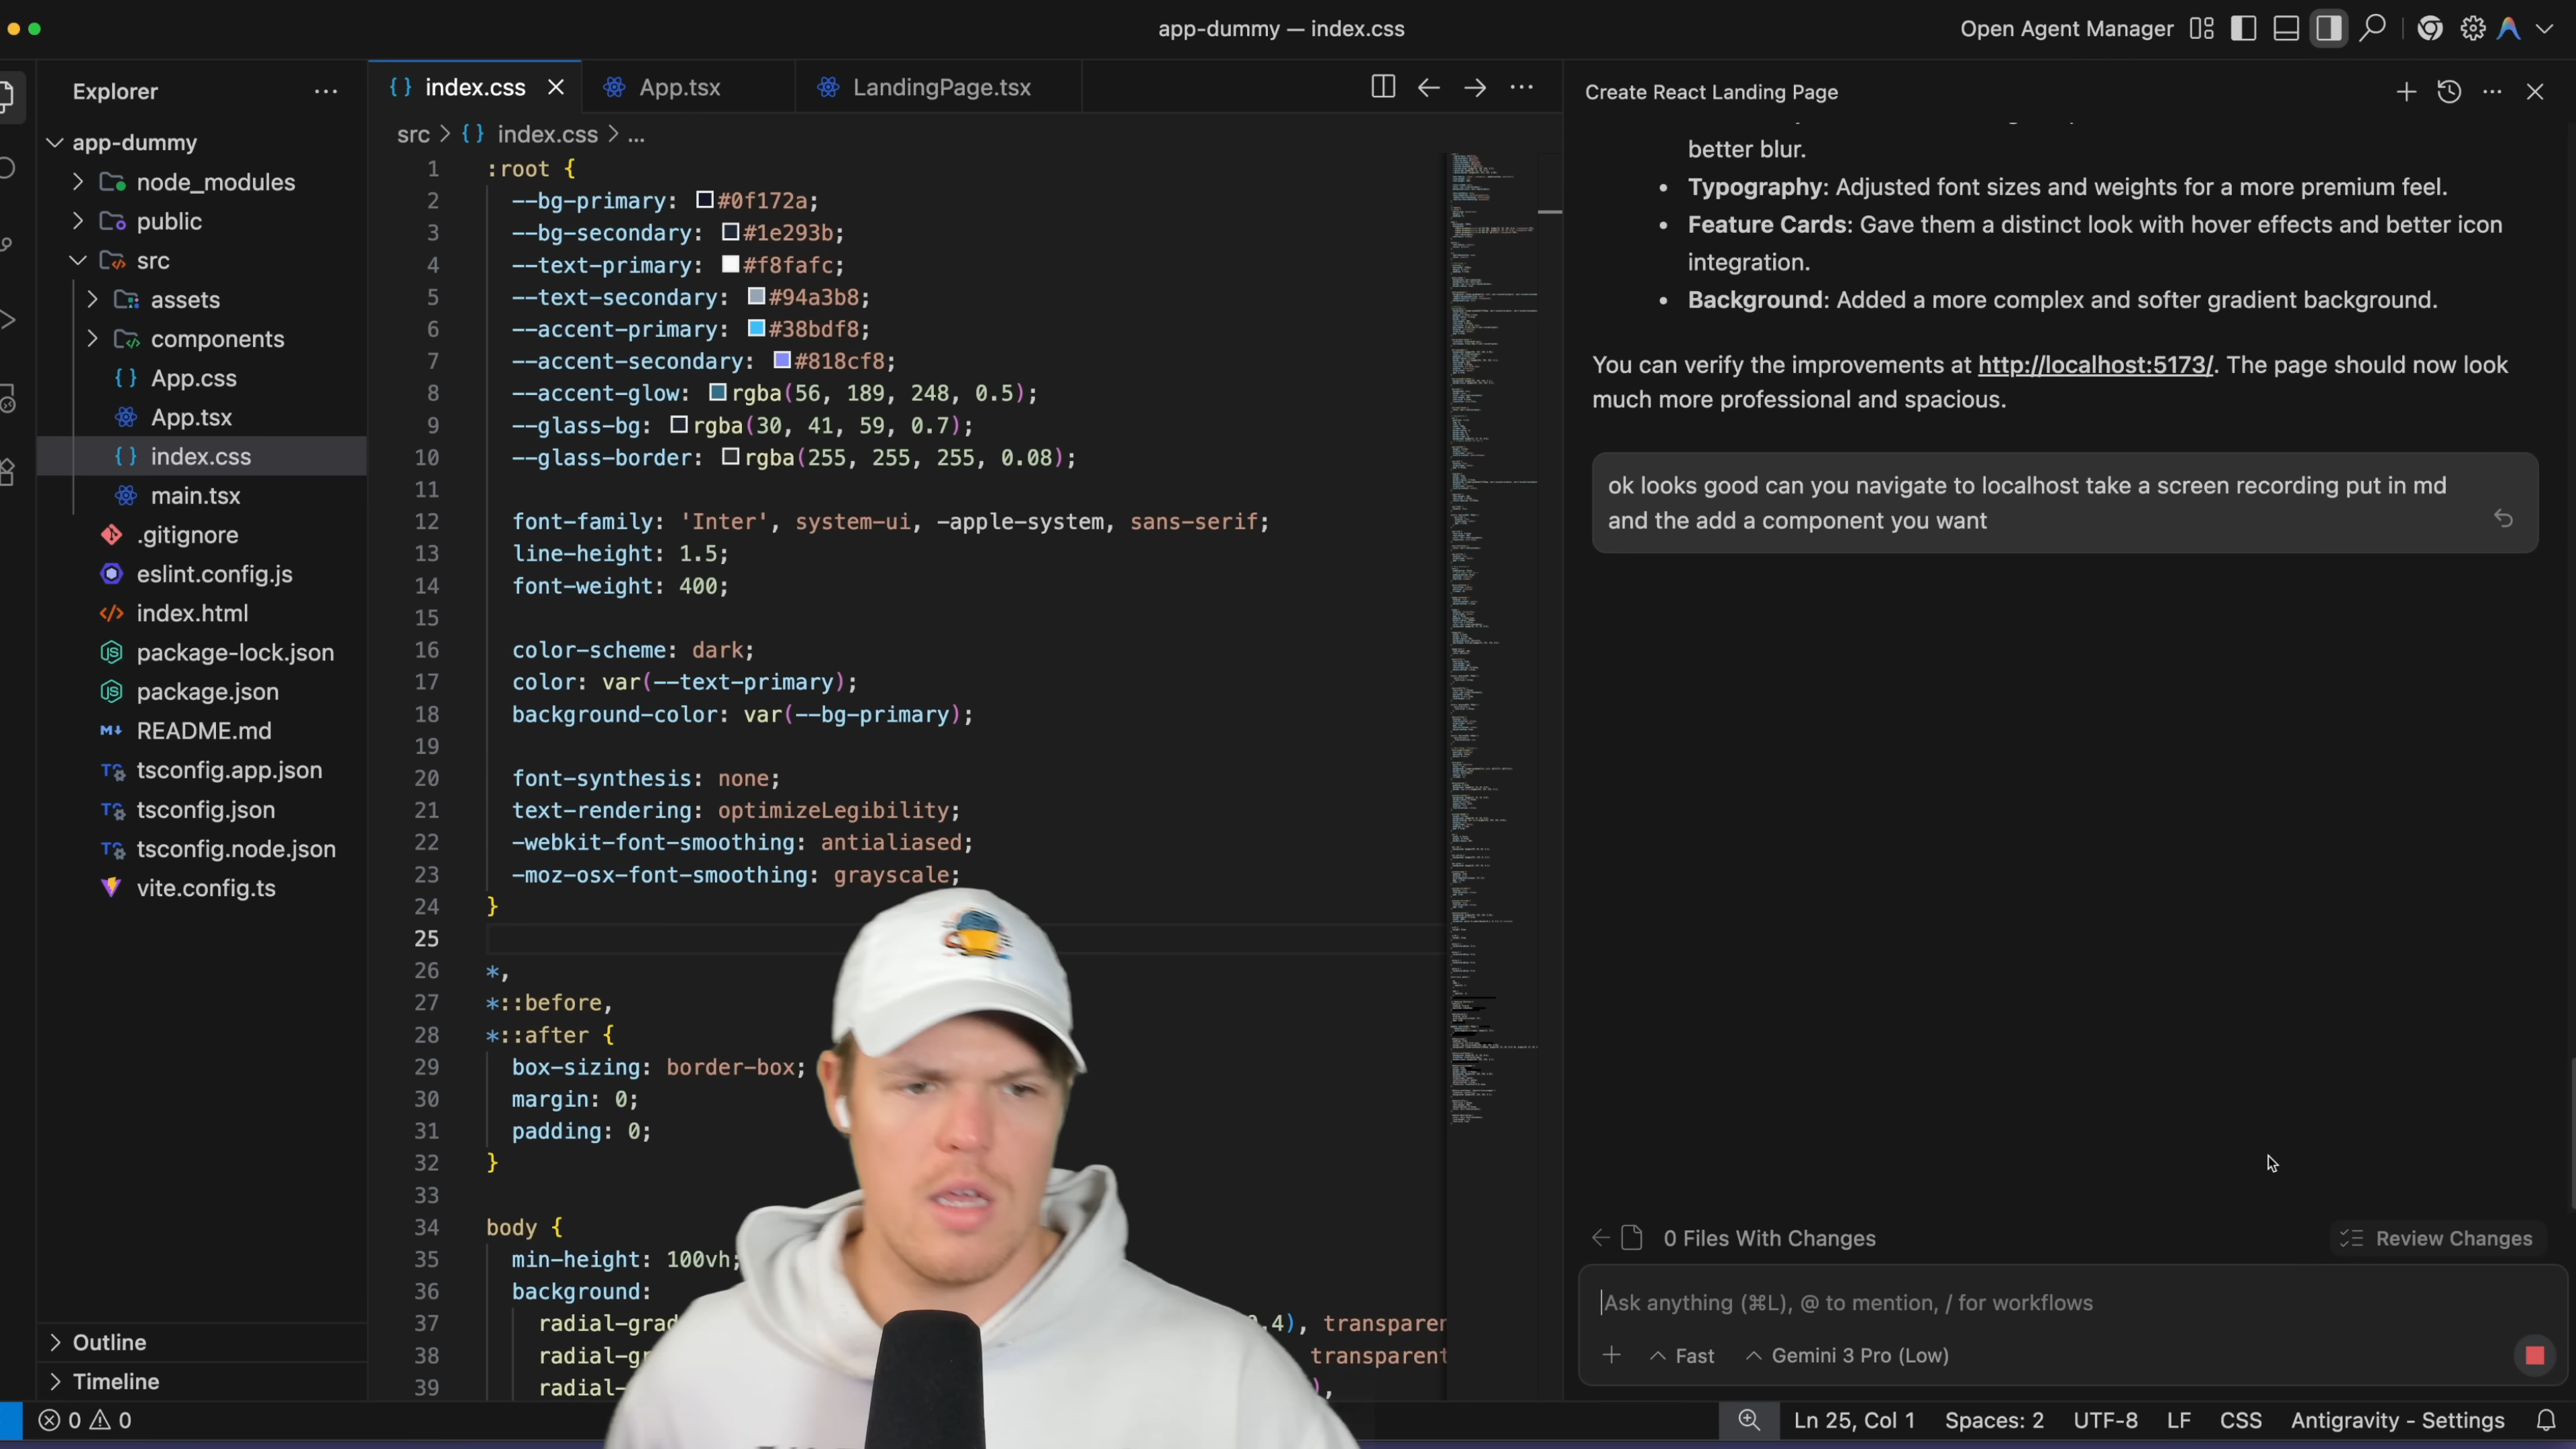 app-dummy — index.css
Open Agent Manager
Explorer
app-dummy
node_modules
public
src
assets
components
App.css
App.tsx
index.css
main.tsx
.gitignore
eslint.config.js
index.html
package-lock.json
package.json
README.md
tsconfig.app.json
tsconfig.json
tsconfig.node.json
vite.config.ts
Outline
Timeline
index.css
App.tsx
LandingPage.tsx
src > {} index.css > ...
1 :root {
2 --bg-primary: #0f172a;
3 --bg-secondary: #1e293b;
4 --text-primary: #f8fafc;
5 --text-secondary: #94a3b8;
6 --accent-primary: #38bdf8;
7 --accent-secondary: #818cf8;
8 --accent-glow: rgba(56, 189, 248, 0.5);
9 --glass-bg: rgba(30, 41, 59, 0.7);
10 --glass-border: rgba(255, 255, 255, 0.08);
11
12 font-family: 'Inter', system-ui, -apple-system, sans-serif;
13 line-height: 1.5;
14 font-weight: 400;
15
16 color-scheme: dark;
17 color: var(--text-primary);
18 background-color: var(--bg-primary);
19
20 font-synthesis: none;
21 text-rendering: optimizeLegibility;
22 -webkit-font-smoothing: antialiased;
23 -moz-osx-font-smoothing: grayscale;
24 }
25
26 *,
27 *::before,
28 *::after {
29 box-sizing: border-box;
30 margin: 0;
31 padding: 0;
32 }
33
34 body {
35 min-height: 100vh;
36 background:
37 radial-grad .4), transparen
38 radial-gr transparent
39 radial- ),
Create React Landing Page
better blur.
• Typography: Adjusted font sizes and weights for a more premium feel.
• Feature Cards: Gave them a distinct look with hover effects and better icon
integration.
• Background: Added a more complex and softer gradient background.
You can verify the improvements at http://localhost:5173/. The page should now look
much more professional and spacious.
ok looks good can you navigate to localhost take a screen recording put in md
and the add a component you want
0 Files With Changes
Review Changes
Ask anything (⌘L), @ to mention, / for workflows
Fast
Gemini 3 Pro (Low)
0 0
Ln 25, Col 1
Spaces: 2
UTF-8
LF
CSS
Antigravity - Settings